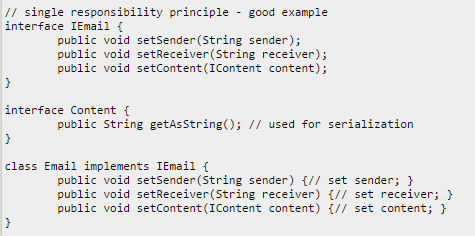 // single responsibility principle - good example
interface IEmail {
        public void setSender(String sender);
        public void setReceiver(String receiver);
        public void setContent(IContent content);
}

interface Content {
        public String getAsString(); // used for serialization
}

class Email implements IEmail {
        public void setSender(String sender) {// set sender; }
        public void setReceiver(String receiver) {// set receiver; }
        public void setContent(IContent content) {// set content; }
}